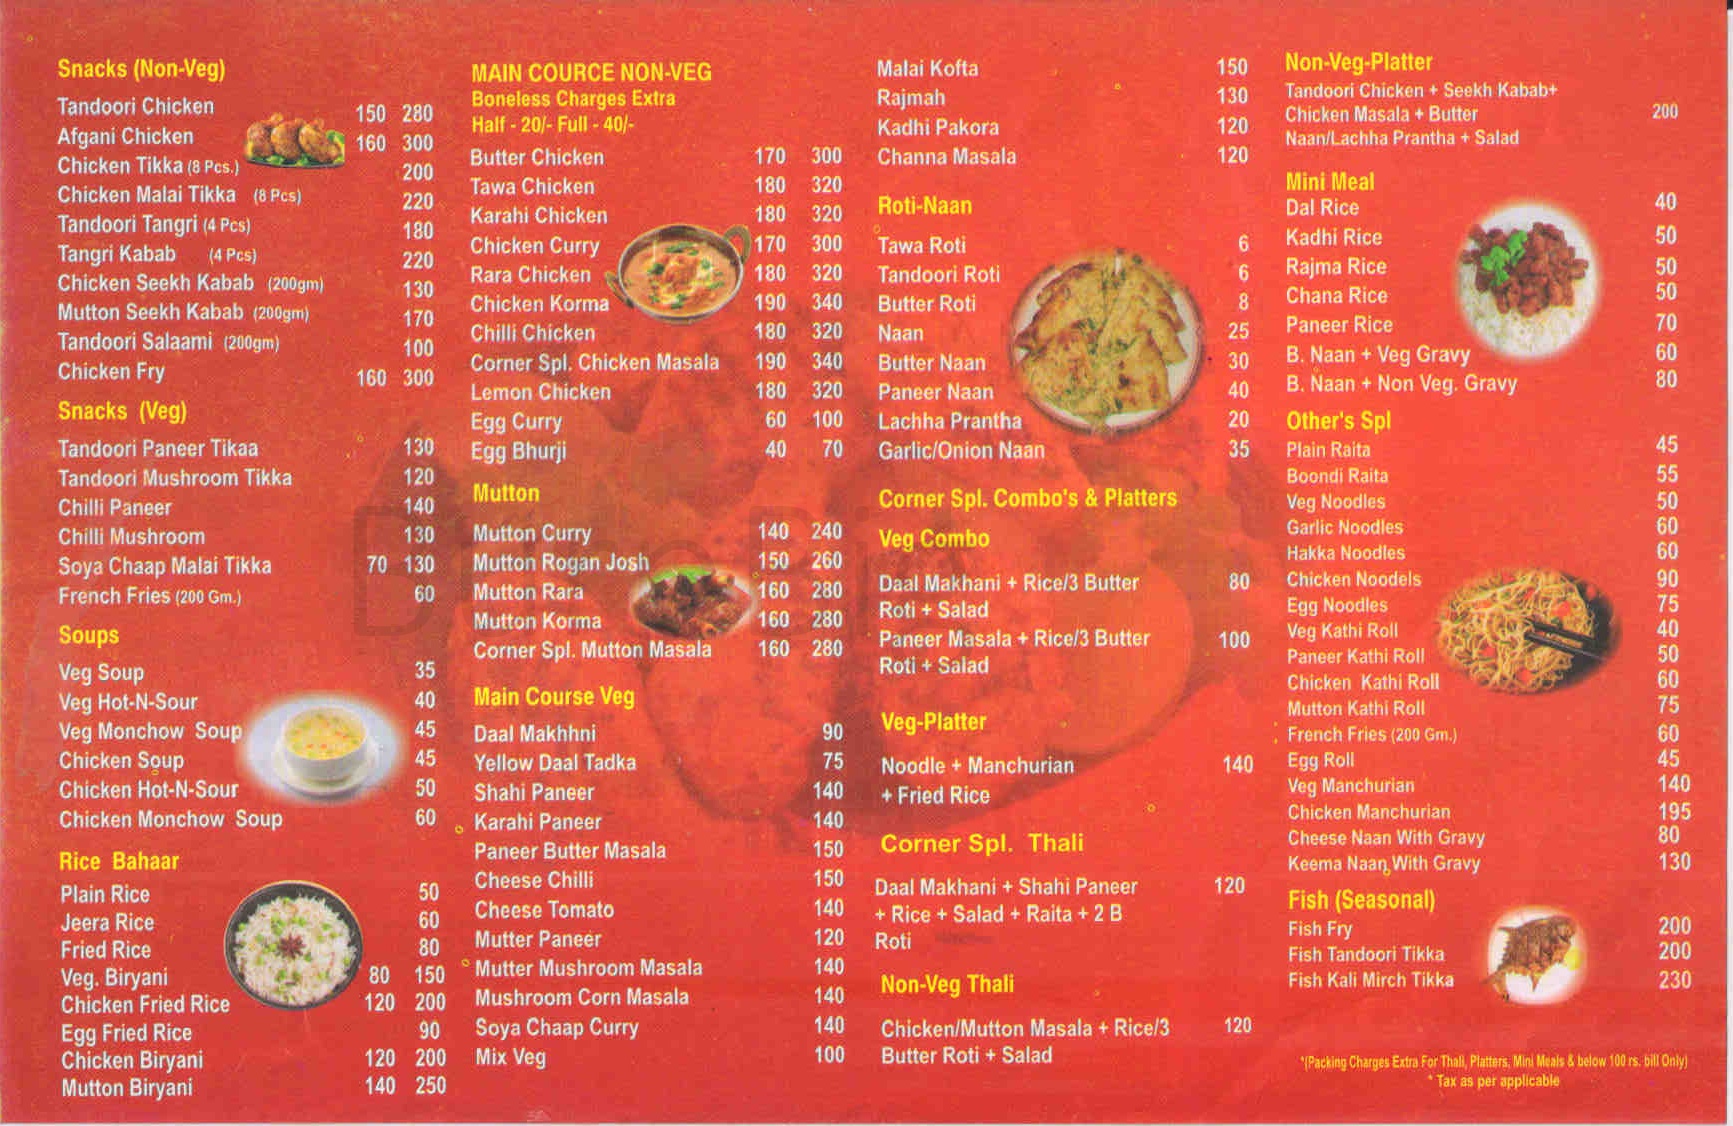 Snacks (Non-Veg)
Tandoori Chicken 150 280
Afgani Chicken 160 300
Chicken Tikka (8 Pcs.) 200
Chicken Malai Tikka (8 Pcs) 220
Tandoori Tangri (4 Pcs) 180
Tangri Kabab (4 Pcs) 220
Chicken Seekh Kabab (200gm) 130
Mutton Seekh Kabab (200gm) 170
Tandoori Salaami (200gm) 100
Chicken Fry 160 300
Snacks (Veg)
Tandoori Paneer Tikaa 130
Tandoori Mushroom Tikka 120
Chilli Paneer 140
Chilli Mushroom 130
Soya Chaap Malai Tikka 70 130
French Fries (200 Gm.) 60
Soups
Veg Soup 35
Veg Hot-N-Sour 40
Veg Monchow Soup 45
Chicken Soup 45
Chicken Hot-N-Sour 50
Chicken Monchow Soup 60
Rice Bahaar
Plain Rice 50
Jeera Rice 60
Fried Rice 80
Veg. Biryani 80 150
Chicken Fried Rice 120 200
Egg Fried Rice 90
Chicken Biryani 120 200
Mutton Biryani 140 250
MAIN COURCE NON-VEG
Boneless Charges Extra
Half - 20/- Full - 40/-
Butter Chicken 170 300
Tawa Chicken 180 320
Karahi Chicken 180 320
Chicken Curry 170 300
Rara Chicken 180 320
Chicken Korma 190 340
Chilli Chicken 180 320
Corner Spl. Chicken Masala 190 340
Lemon Chicken 180 320
Egg Curry 60 100
Egg Bhurji 40 70
Mutton
Mutton Curry 140 240
Mutton Rogan Josh 150 260
Mutton Rara 160 280
Mutton Korma 160 280
Corner Spl. Mutton Masala 160 280
Main Course Veg
Daal Makhhni 90
Yellow Daal Tadka 75
Shahi Paneer 140
Karahi Paneer 140
Paneer Butter Masala 150
Cheese Chilli 150
Cheese Tomato 140
Mutter Paneer 120
Mutter Mushroom Masala 140
Mushroom Corn Masala 140
Soya Chaap Curry 140
Mix Veg 100
Malai Kofta 150
Rajmah 130
Kadhi Pakora 120
Channa Masala 120
Roti-Naan
Tawa Roti 6
Tandoori Roti 6
Butter Roti 8
Naan 25
Butter Naan 30
Paneer Naan 40
Lachha Prantha 20
Garlic/Onion Naan 35
Corner Spl. Combo's & Platters
Veg Combo
Daal Makhani + Rice/3 Butter 80
Roti + Salad
Paneer Masala + Rice/3 Butter 100
Roti + Salad
Veg-Platter
Noodle + Manchurian 140
+ Fried Rice
Corner Spl. Thali
Daal Makhani + Shahi Paneer 120
+ Rice + Salad + Raita + 2 B
Roti
Non-Veg Thali
Chicken/Mutton Masala + Rice/3 120
Butter Roti + Salad
Non-Veg-Platter
Tandoori Chicken + Seekh Kabab+
Chicken Masala + Butter 200
Naan/Lachha Prantha + Salad
Mini Meal
Dal Rice 40
Kadhi Rice 50
Rajma Rice 50
Chana Rice 50
Paneer Rice 70
B. Naan + Veg Gravy 60
B. Naan + Non Veg. Gravy 80
Other's Spl
Plain Raita 45
Boondi Raita 55
Veg Noodles 50
Garlic Noodles 60
Hakka Noodles 60
Chicken Noodels 90
Egg Noodles 75
Veg Kathi Roll 40
Paneer Kathi Roll 50
Chicken Kathi Roll 60
Mutton Kathi Roll 75
French Fries (200 Gm.) 60
Egg Roll 45
Veg Manchurian 140
Chicken Manchurian 195
Cheese Naan With Gravy 80
Keema Naan With Gravy 130
Fish (Seasonal)
Fish Fry 200
Fish Tandoori Tikka 200
Fish Kali Mirch Tikka 230
*(Packing Charges Extra For Thali, Platters, Mini Meals & below 100 rs. bill Only)
* Tax as per applicable